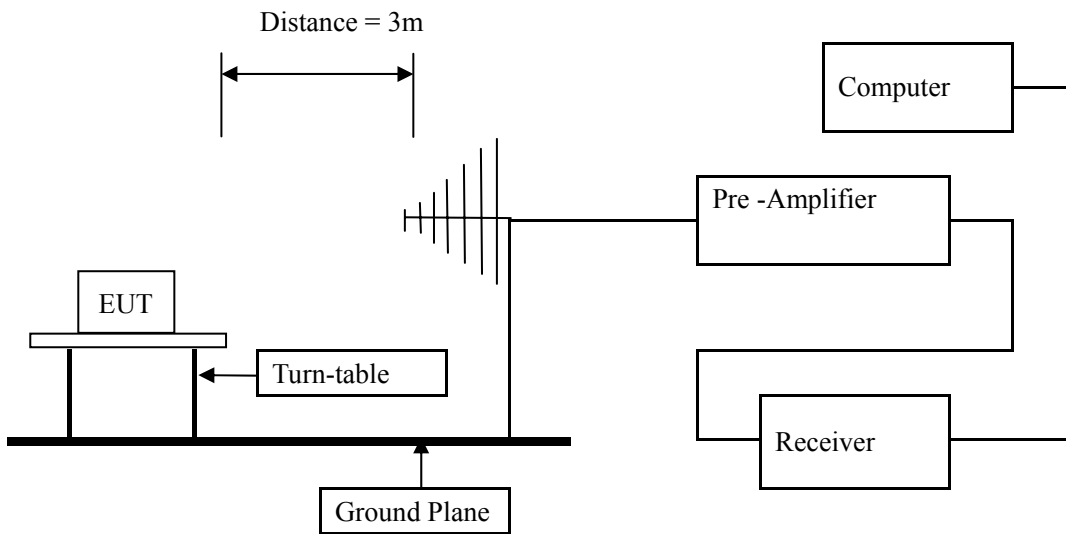 Distance = 3m
Computer
Pre -Amplifier
EUT
Turn-table
Receiver
Ground Plane